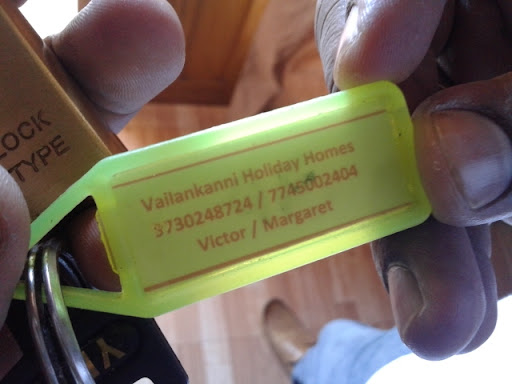 LOCK
TYPE
Vailankanni Holiday Homes
8730248724 / 7745002404
Victor / Margaret